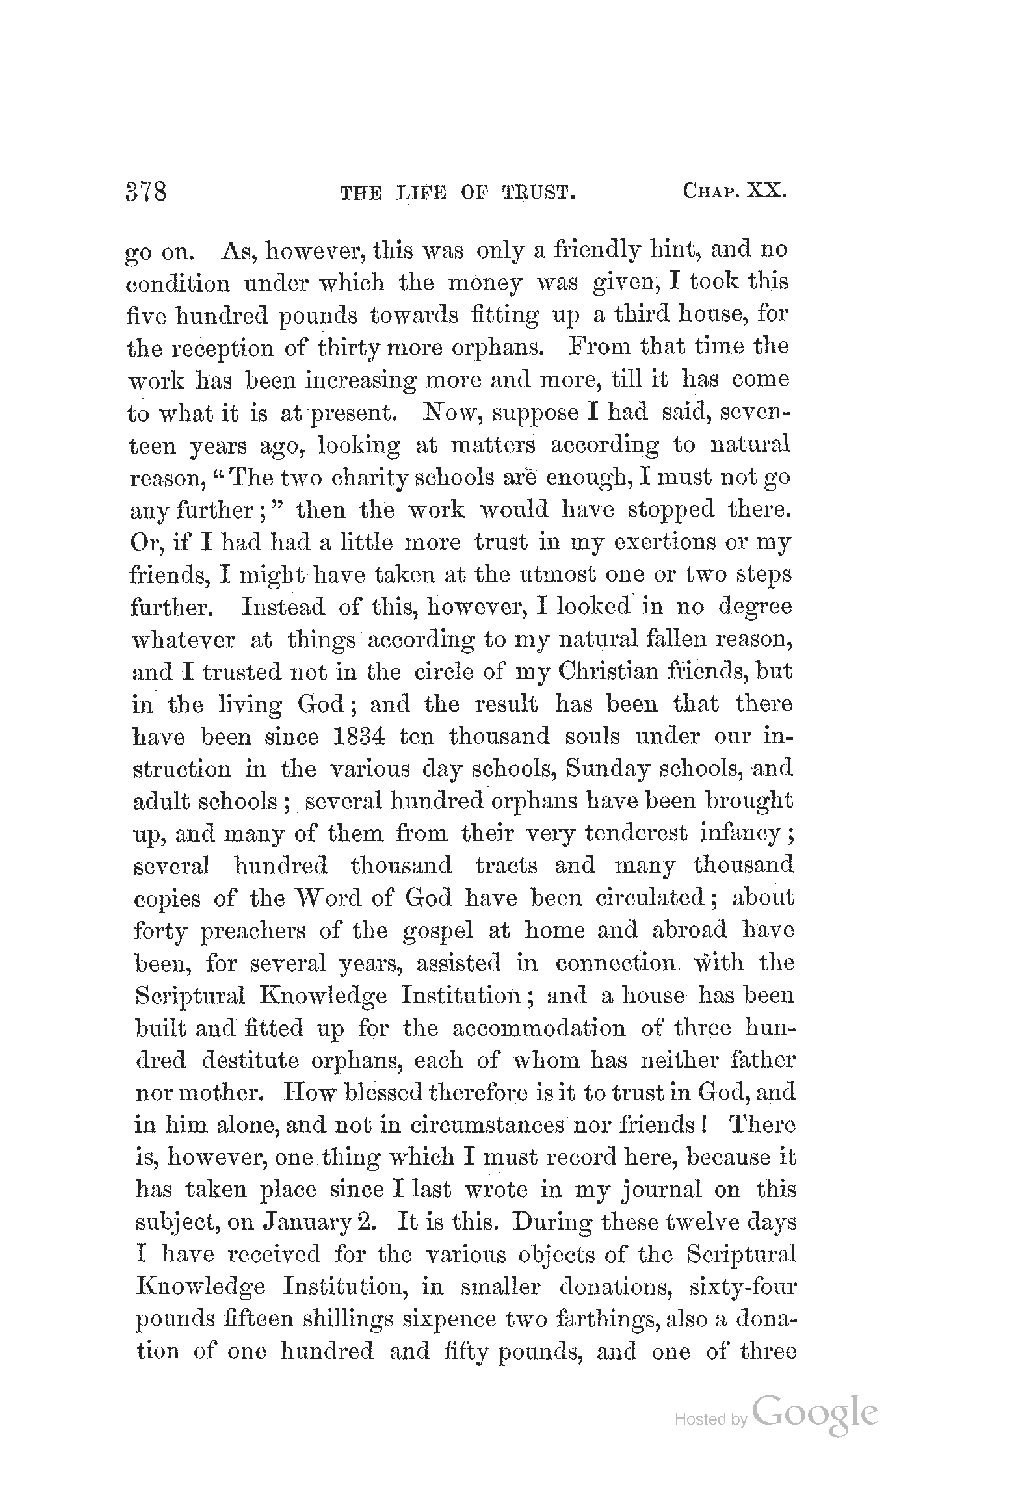 378 THE LIFE OF TRUST. CHAP. XX.
go on. As, however, this was only a friendly hint, and no
condition under which the money was given, I took this
five hundred pounds towards fitting up a third house, for
the reception of thirty more orphans. From that time the
work has been increasing more and more, till it has come
to what it is at present. Now, suppose I had said, seven-
teen years ago, looking at matters according to natural
reason, “The two charity schools are enough, I must not go
any further;” then the work would have stopped there.
Or, if I had had a little more trust in my exertions or my
friends, I might have taken at the utmost one or two steps
further. Instead of this, however, I looked in no degree
whatever at things according to my natural fallen reason,
and I trusted not in the circle of my Christian friends, but
in the living God; and the result has been that there
have been since 1834 ten thousand souls under our in-
struction in the various day schools, Sunday schools, and
adult schools; several hundred orphans have been brought
up, and many of them from their very tenderest infancy;
several hundred thousand tracts and many thousand
copies of the Word of God have been circulated; about
forty preachers of the gospel at home and abroad have
been, for several years, assisted in connection with the
Scriptural Knowledge Institution; and a house has been
built and fitted up for the accommodation of three hun-
dred destitute orphans, each of whom has neither father
nor mother. How blessed therefore is it to trust in God, and
in him alone, and not in circumstances nor friends! There
is, however, one thing which I must record here, because it
has taken place since I last wrote in my journal on this
subject, on January 2. It is this. During these twelve days
I have received for the various objects of the Scriptural
Knowledge Institution, in smaller donations, sixty-four
pounds fifteen shillings sixpence two farthings, also a dona-
tion of one hundred and fifty pounds, and one of three
Hosted by Google